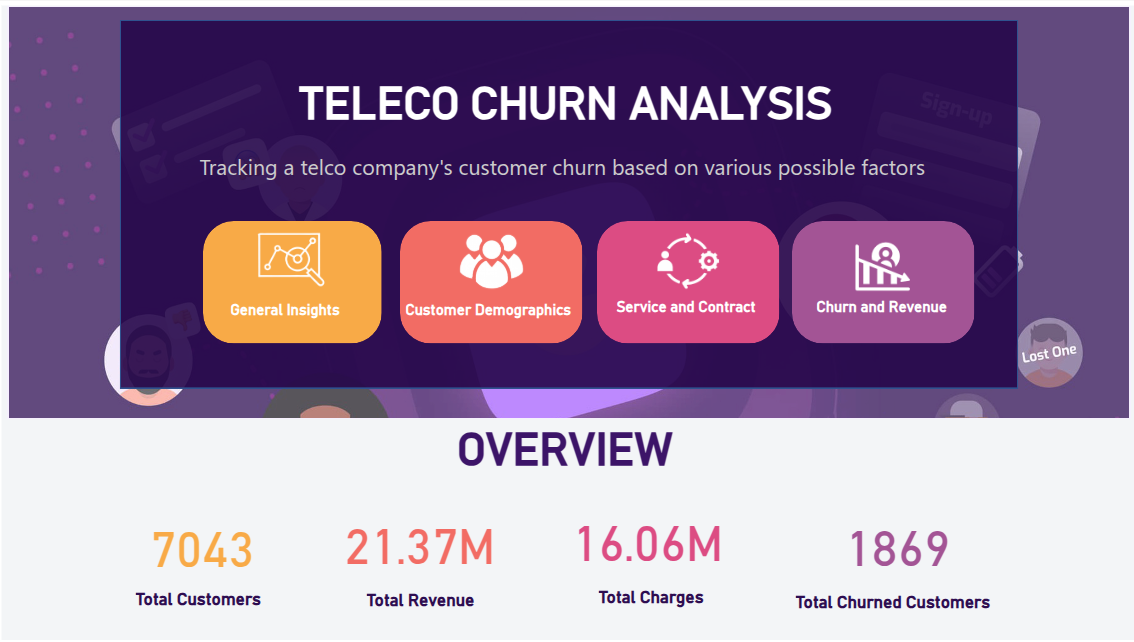 Sign-up
TELECO CHURN ANALYSIS
Tracking a telco company's customer churn based on various possible factors
General Insights
Customer Demographics
Service and Contract
Churn and Revenue
Lost One
OVERVIEW
7043
21.37M
16.06M
1869
Total Customers
Total Revenue
Total Charges
Total Churned Customers